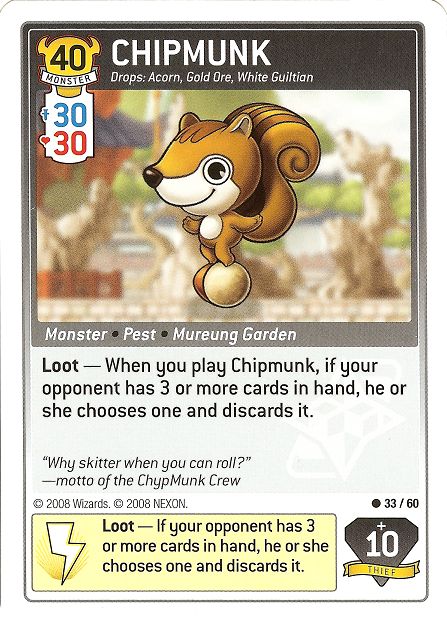 40
MONSTER
CHIPMUNK
Drops: Acorn, Gold Ore, White Guiltian
30
30
Monster • Pest • Mureung Garden
Loot — When you play Chipmunk, if your
opponent has 3 or more cards in hand, he or
she chooses one and discards it.
“Why skitter when you can roll?”
—motto of the ChypMunk Crew
© 2008 Wizards. © 2008 NEXON.
● 33 / 60
Loot — If your opponent has 3
or more cards in hand, he or she
chooses one and discards it.
+
10
THIEF